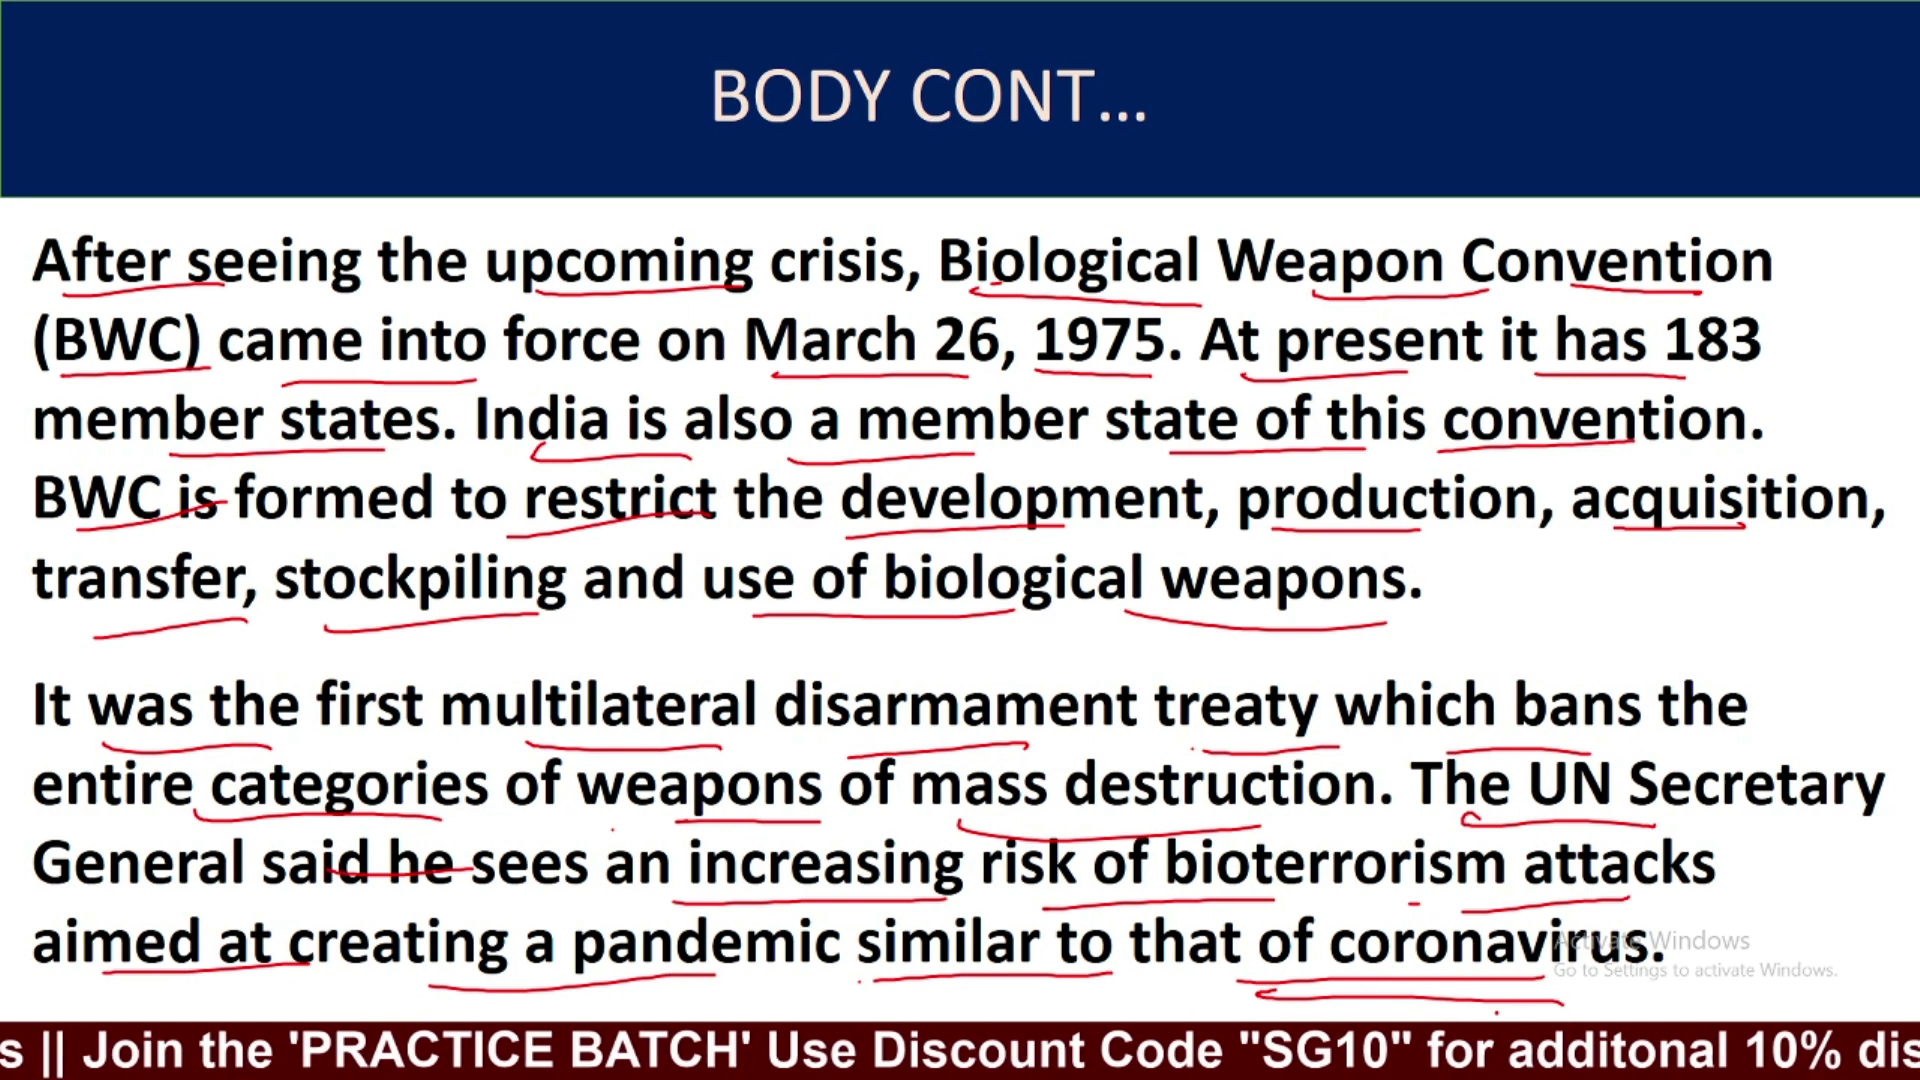 BODY CONT...
After seeing the upcoming crisis, Biological Weapon Convention
(BWC) came into force on March 26, 1975. At present it has 183
member states. India is also a member state of this convention.
BWC is formed to restrict the development, production, acquisition,
transfer, stockpiling and use of biological weapons.
It was the first multilateral disarmament treaty which bans the
entire categories of weapons of mass destruction. The UN Secretary
General said he sees an increasing risk of bioterrorism attacks
aimed at creating a pandemic similar to that of coronavirus.
Activate Windows
Go to Settings to activate Windows.
s || Join the 'PRACTICE BATCH' Use Discount Code "SG10" for additonal 10% dis